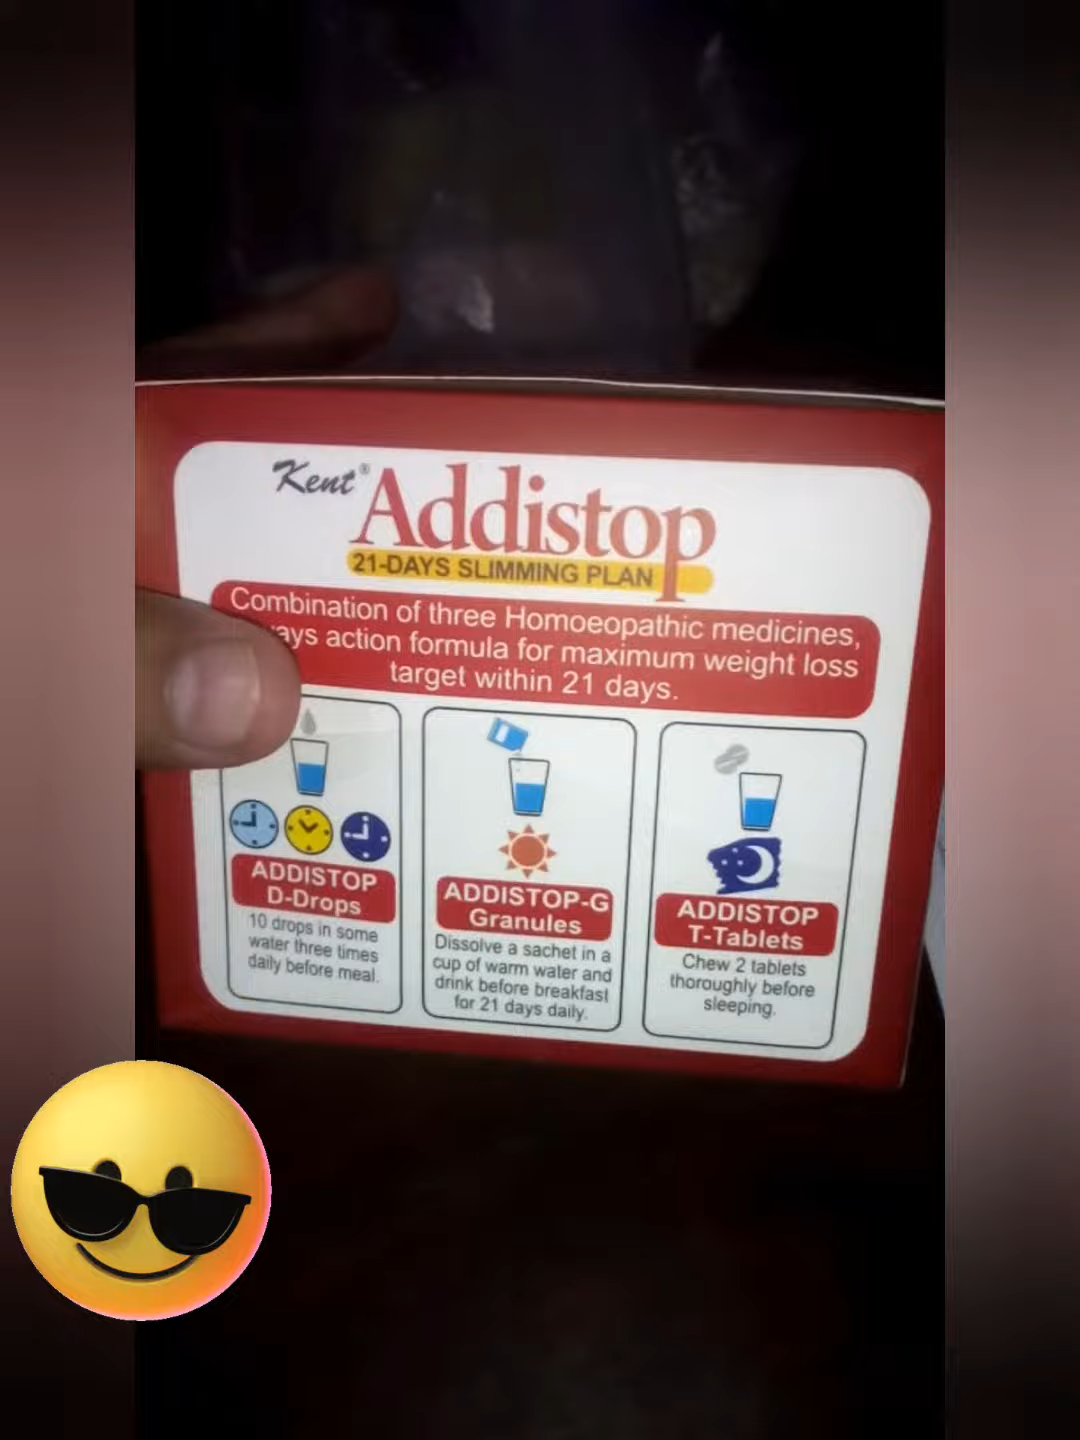 Kent® Addistop
21-DAYS SLIMMING PLAN
Combination of three Homoeopathic medicines,
action formula for maximum weight loss
target within 21 days.
ADDISTOP
D-Drops
10 drops in some
water three times
daily before meal.
ADDISTOP-G
Granules
Dissolve a sachet in a
cup of warm water and
drink before breakfast
for 21 days daily.
ADDISTOP
T-Tablets
Chew 2 tablets
thoroughly before
sleeping.